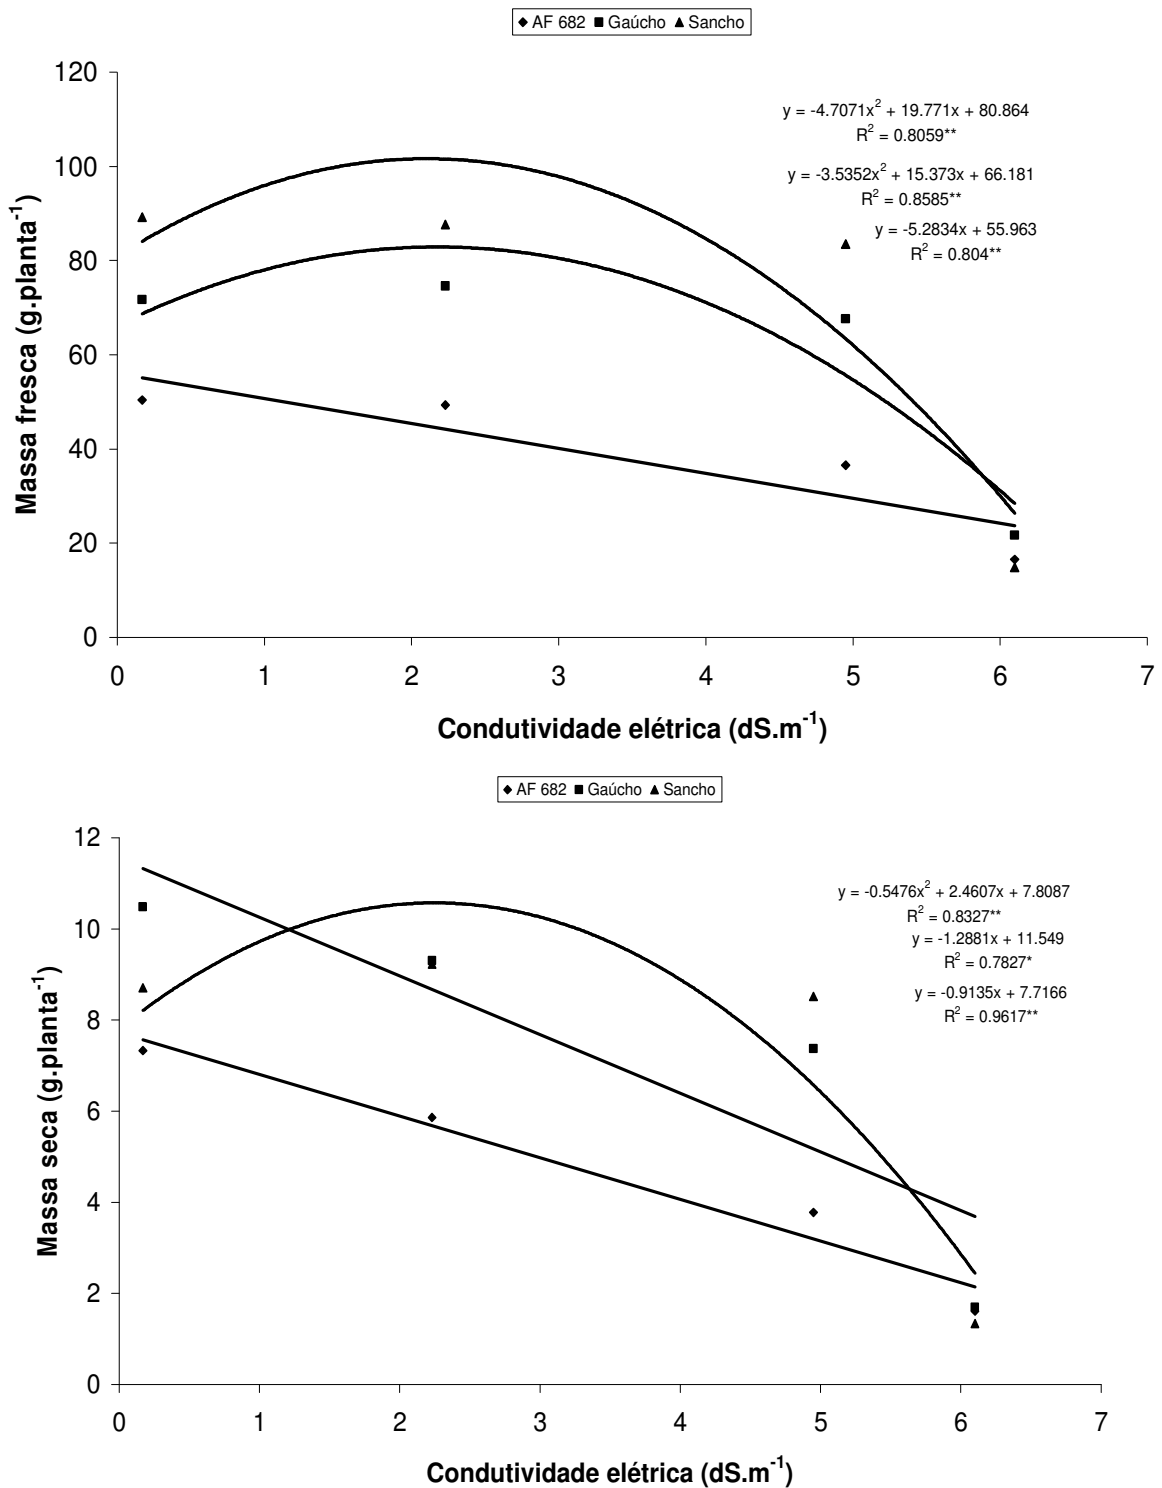 AF 682 Gaúcho Sancho
120
100
80
60
40
20
0
y = -4.7071x² + 19.771x + 80.864
R² = 0.8059**
y = -3.5352x² + 15.373x + 66.181
R² = 0.8585**
y = -5.2834x + 55.963
R² = 0.804**
Massa fresca (g.planta⁻¹)
0 1 2 3 4 5 6 7
Condutividade elétrica (dS.m⁻¹)
AF 682 Gaúcho Sancho
12
10
8
6
4
2
0
y = -0.5476x² + 2.4607x + 7.8087
R² = 0.8327**
y = -1.2881x + 11.549
R² = 0.7827*
y = -0.9135x + 7.7166
R² = 0.9617**
Massa seca (g.planta⁻¹)
0 1 2 3 4 5 6 7
Condutividade elétrica (dS.m⁻¹)